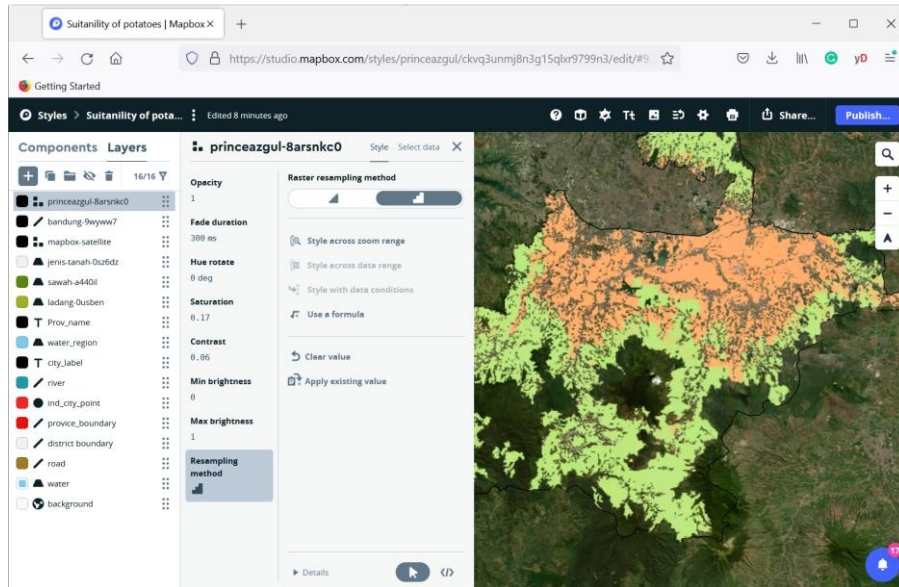 Suitanility of potatoes | Mapbox
https://studio.mapbox.com/styles/princeazgul/ckvq3unmj8n3g15qlxr9799n3/edit/#9.
yD
Getting Started
Styles > Suitanility of pota... Edited 8 minutes ago
Tt
Share...
Publish...
Components Layers
16/16
princeazgul-8arsnkc0
bandung-9wyww7
mapbox-satellite
jenis-tanah-0sz6dz
sawah-a440il
ladang-0usben
T Prov_name
water_region
T city_label
river
ind_city_point
provice_boundary
district boundary
road
water
background
princeazgul-8arsnkc0
Style Select data
Opacity
1
Fade duration
300 ms
Hue rotate
0 deg
Saturation
0.17
Contrast
0.06
Min brightness
0
Max brightness
1
Resampling
method
Raster resampling method
Style across zoom range
Style across data range
Style with data conditions
Use a formula
Clear value
Apply existing value
Details
</>
17